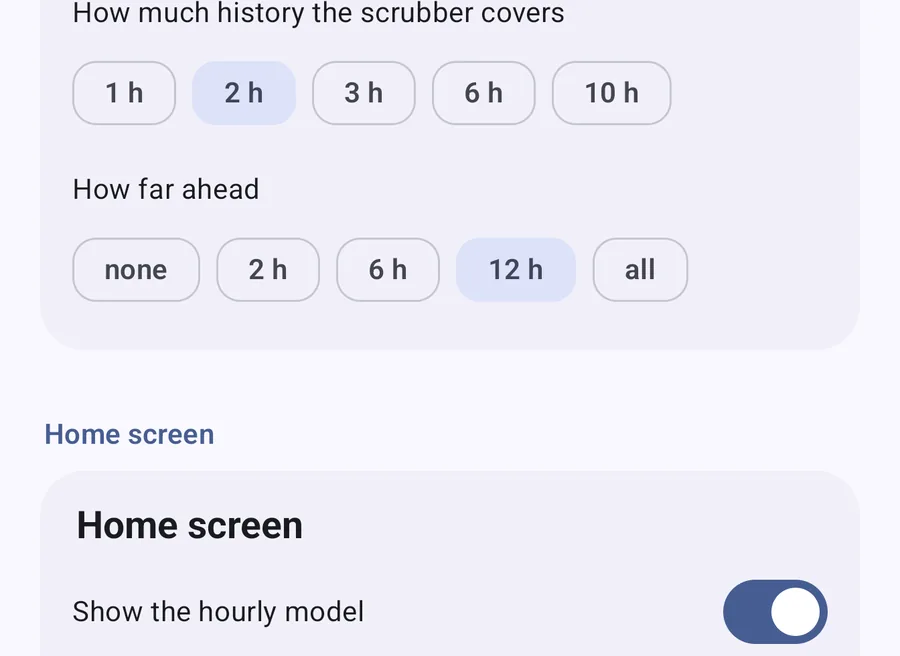 How much history the scrubber covers
1 h 2 h 3 h 6 h 10 h
How far ahead
none 2 h 6 h 12 h all
Home screen
Home screen
Show the hourly model